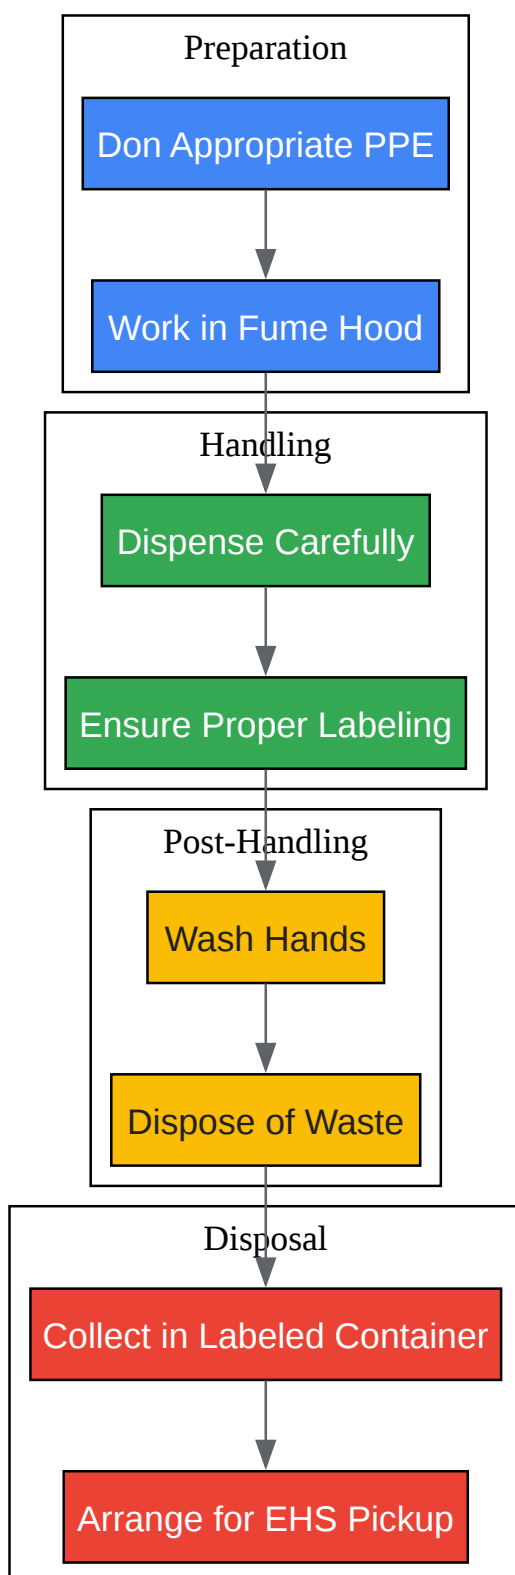 Preparation
Don Appropriate PPE
Work in Fume Hood
Handling
Dispense Carefully
Ensure Proper Labeling
Post-Handling
Wash Hands
Dispose of Waste
Disposal
Collect in Labeled Container
Arrange for EHS Pickup